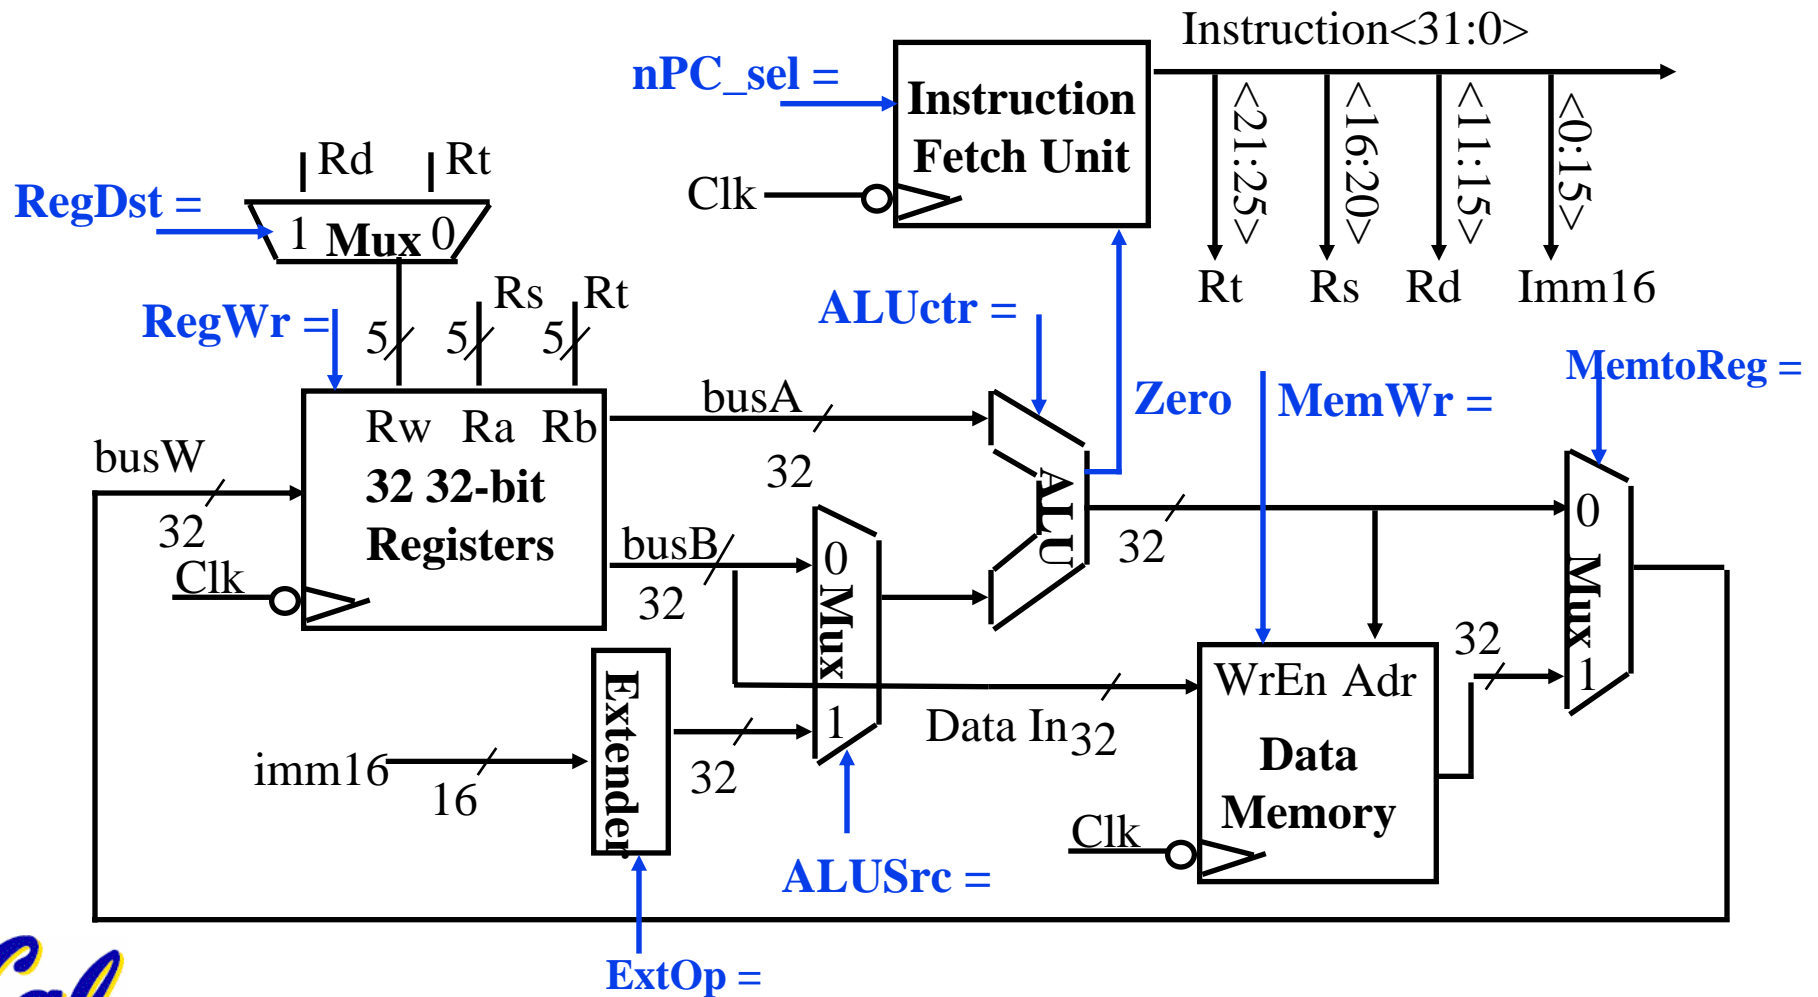 Instruction<31:0>
nPC_sel =
Instruction
Fetch Unit
Clk
<21:25>
<16:20>
<11:15>
<0:15>
Rt
Rs
Rd
Imm16
Rd
Rt
RegDst =
1 Mux 0
RegWr =
5
5
Rs
5
Rt
ALUctr =
Zero
MemWr =
MemtoReg =
busW
32
Rw Ra Rb
32 32-bit
Registers
Clk
busA
32
busB
32
0
Mux
1
ALU
32
imm16
16
Extender
32
Data In
32
WrEn Adr
Data
Memory
Clk
32
0
Mux
1
ALUSrc =
ExtOp =
Cal